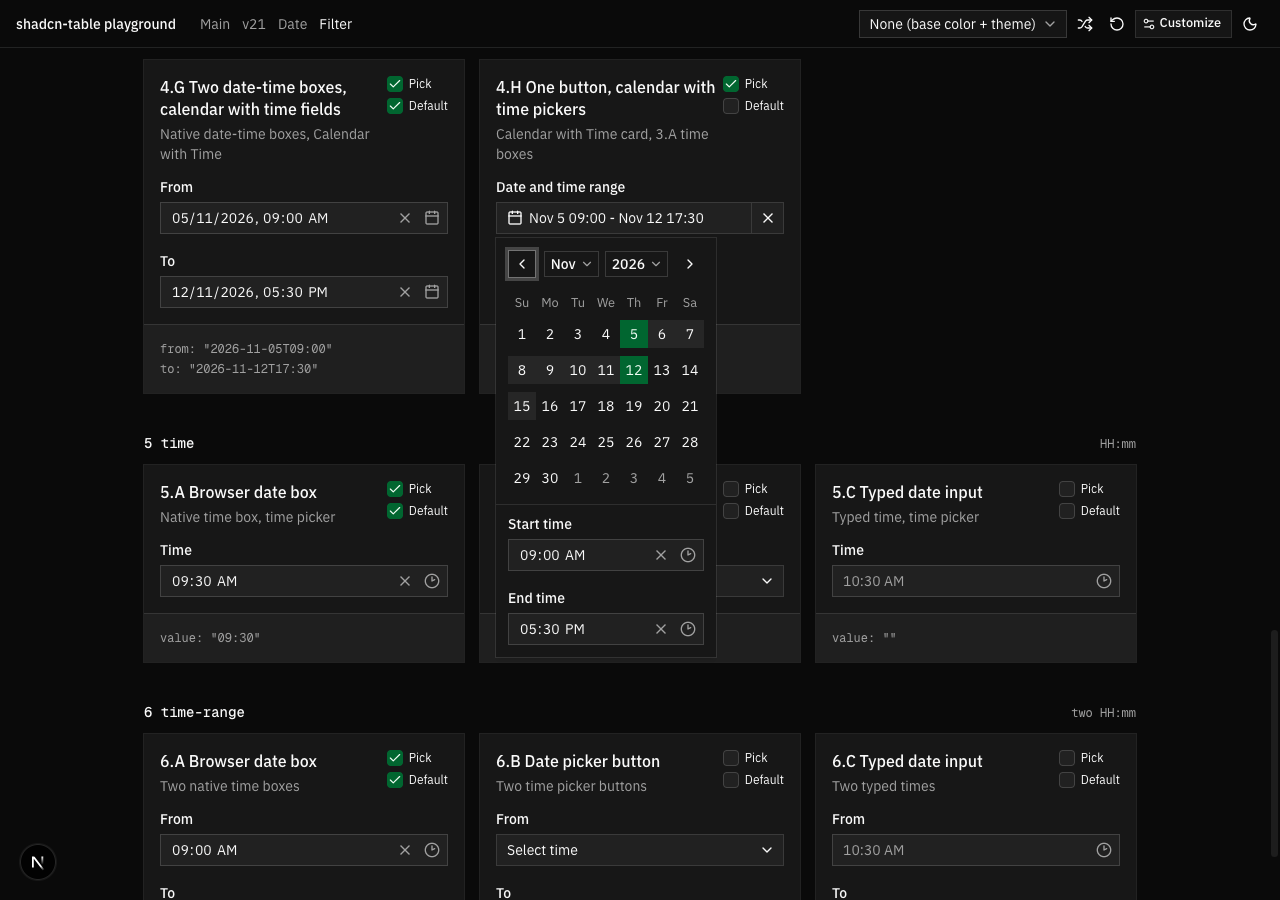 shadcn-table playground
Main
v21
Date
Filter
None (base color + theme)
Customize
4.G Two date-time boxes,
calendar with time fields
Pick
Default
Native date-time boxes, Calendar
with Time
From
05/11/2026, 09:00 AM
To
12/11/2026, 05:30 PM
from: "2026-11-05T09:00"
to: "2026-11-12T17:30"
4.H One button, calendar with
time pickers
Pick
Default
Calendar with Time card, 3.A time
boxes
Date and time range
Nov 5 09:00 - Nov 12 17:30
Nov
2026
Su Mo Tu We Th Fr Sa
1 2 3 4 5 6 7
8 9 10 11 12 13 14
15 16 17 18 19 20 21
22 23 24 25 26 27 28
29 30 1 2 3 4 5
Start time
09:00 AM
End time
05:30 PM
5 time
HH:mm
5.A Browser date box
Pick
Default
Native time box, time picker
Time
09:30 AM
value: "09:30"
Pick
Default
5.C Typed date input
Pick
Default
Typed time, time picker
Time
10:30 AM
value: ""
6 time-range
two HH:mm
6.A Browser date box
Pick
Default
Two native time boxes
From
09:00 AM
To
6.B Date picker button
Pick
Default
Two time picker buttons
From
Select time
To
6.C Typed date input
Pick
Default
Two typed times
From
10:30 AM
To
N